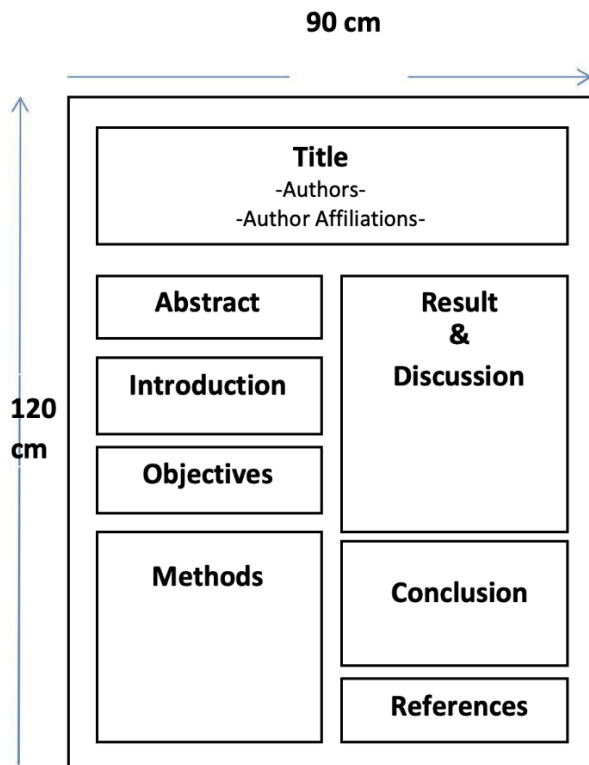 90 cm
Title
-Authors-
-Author Affiliations-
Abstract
Introduction
Objectives
Methods
Result
&
Discussion
Conclusion
References
120
cm